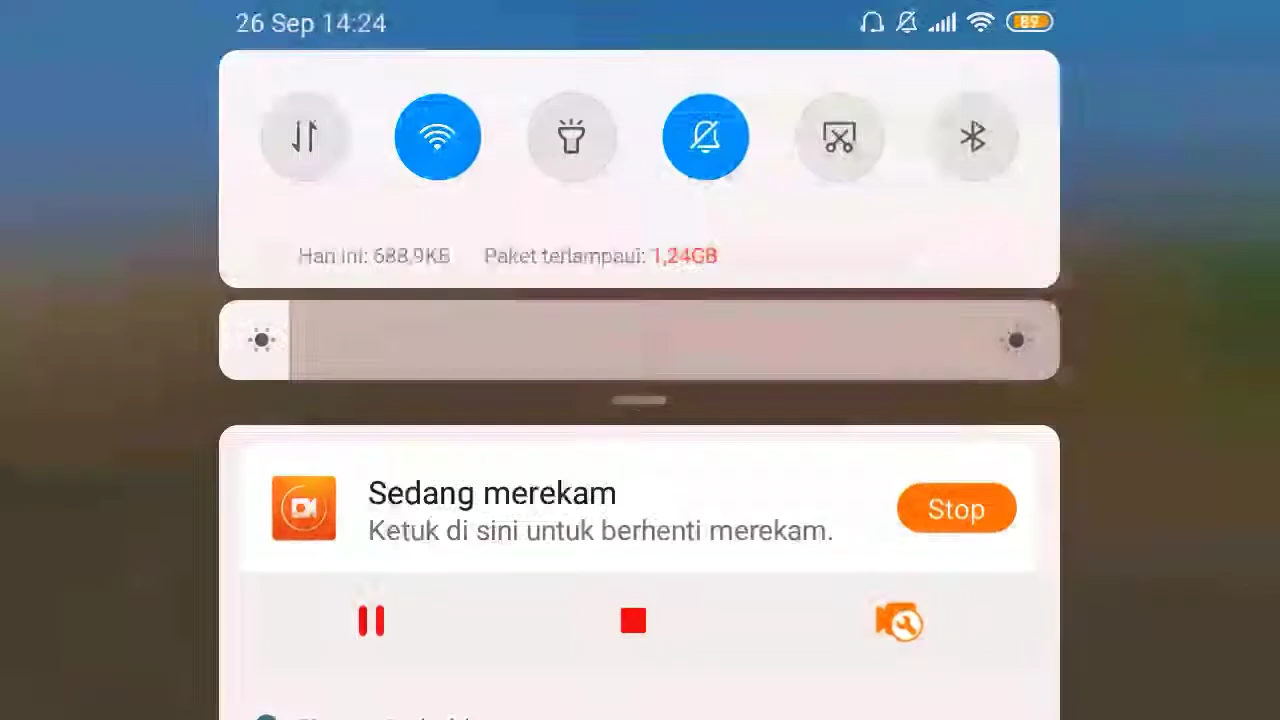 26 Sep 14:24
89
Hari ini: 688,9KB Paket terlampaui: 1,24GB
Sedang merekam
Stop
Ketuk di sini untuk berhenti merekam.